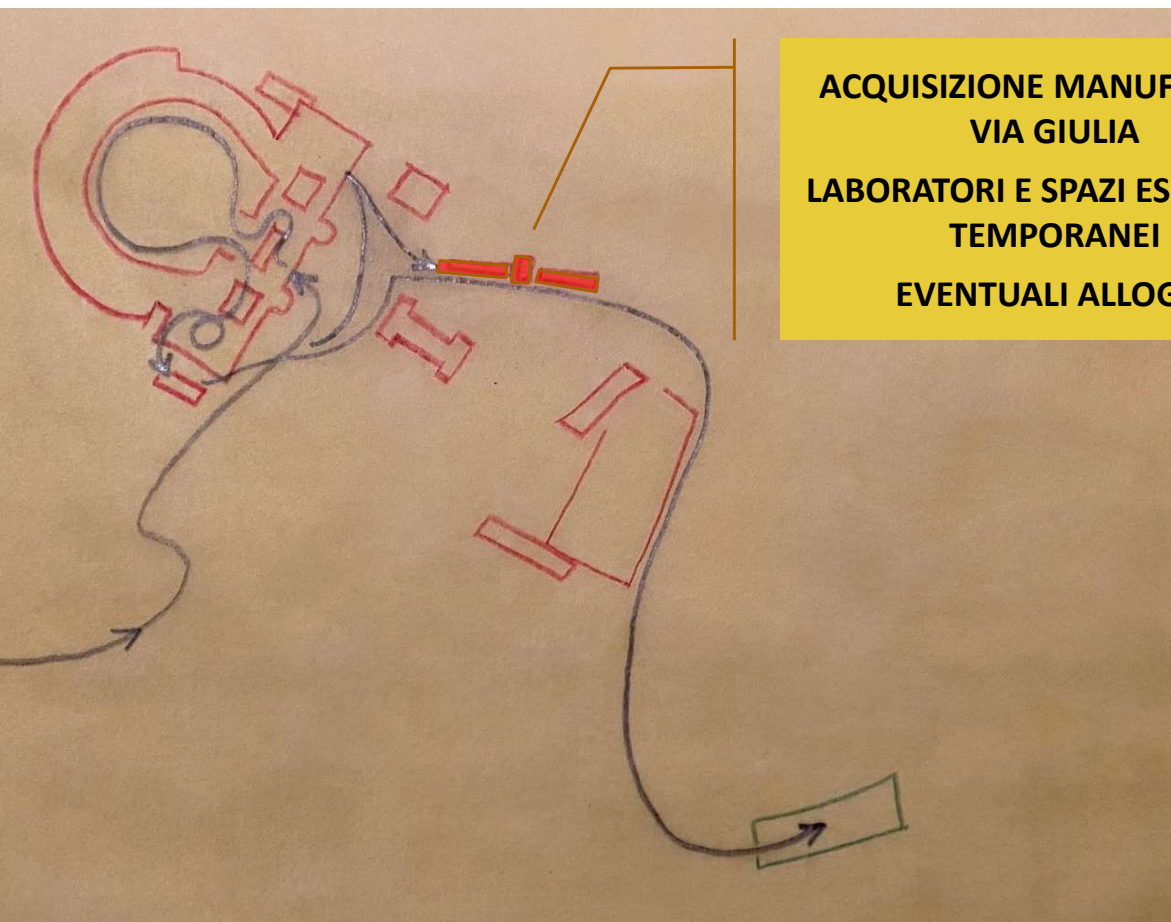 ACQUISIZIONE MANUF
VIA GIULIA
LABORATORI E SPAZI ES
TEMPORANEI
EVENTUALI ALLOG